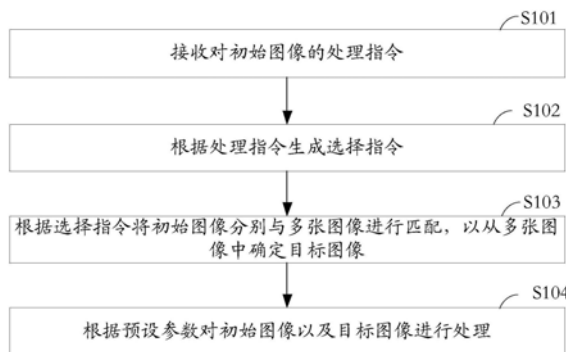 S101
接收对初始图像的处理指令
S102
根据处理指令生成选择指令
S103
根据选择指令将初始图像分别与多张图像进行匹配，以从多张图
像中确定目标图像
S104
根据预设参数对初始图像以及目标图像进行处理